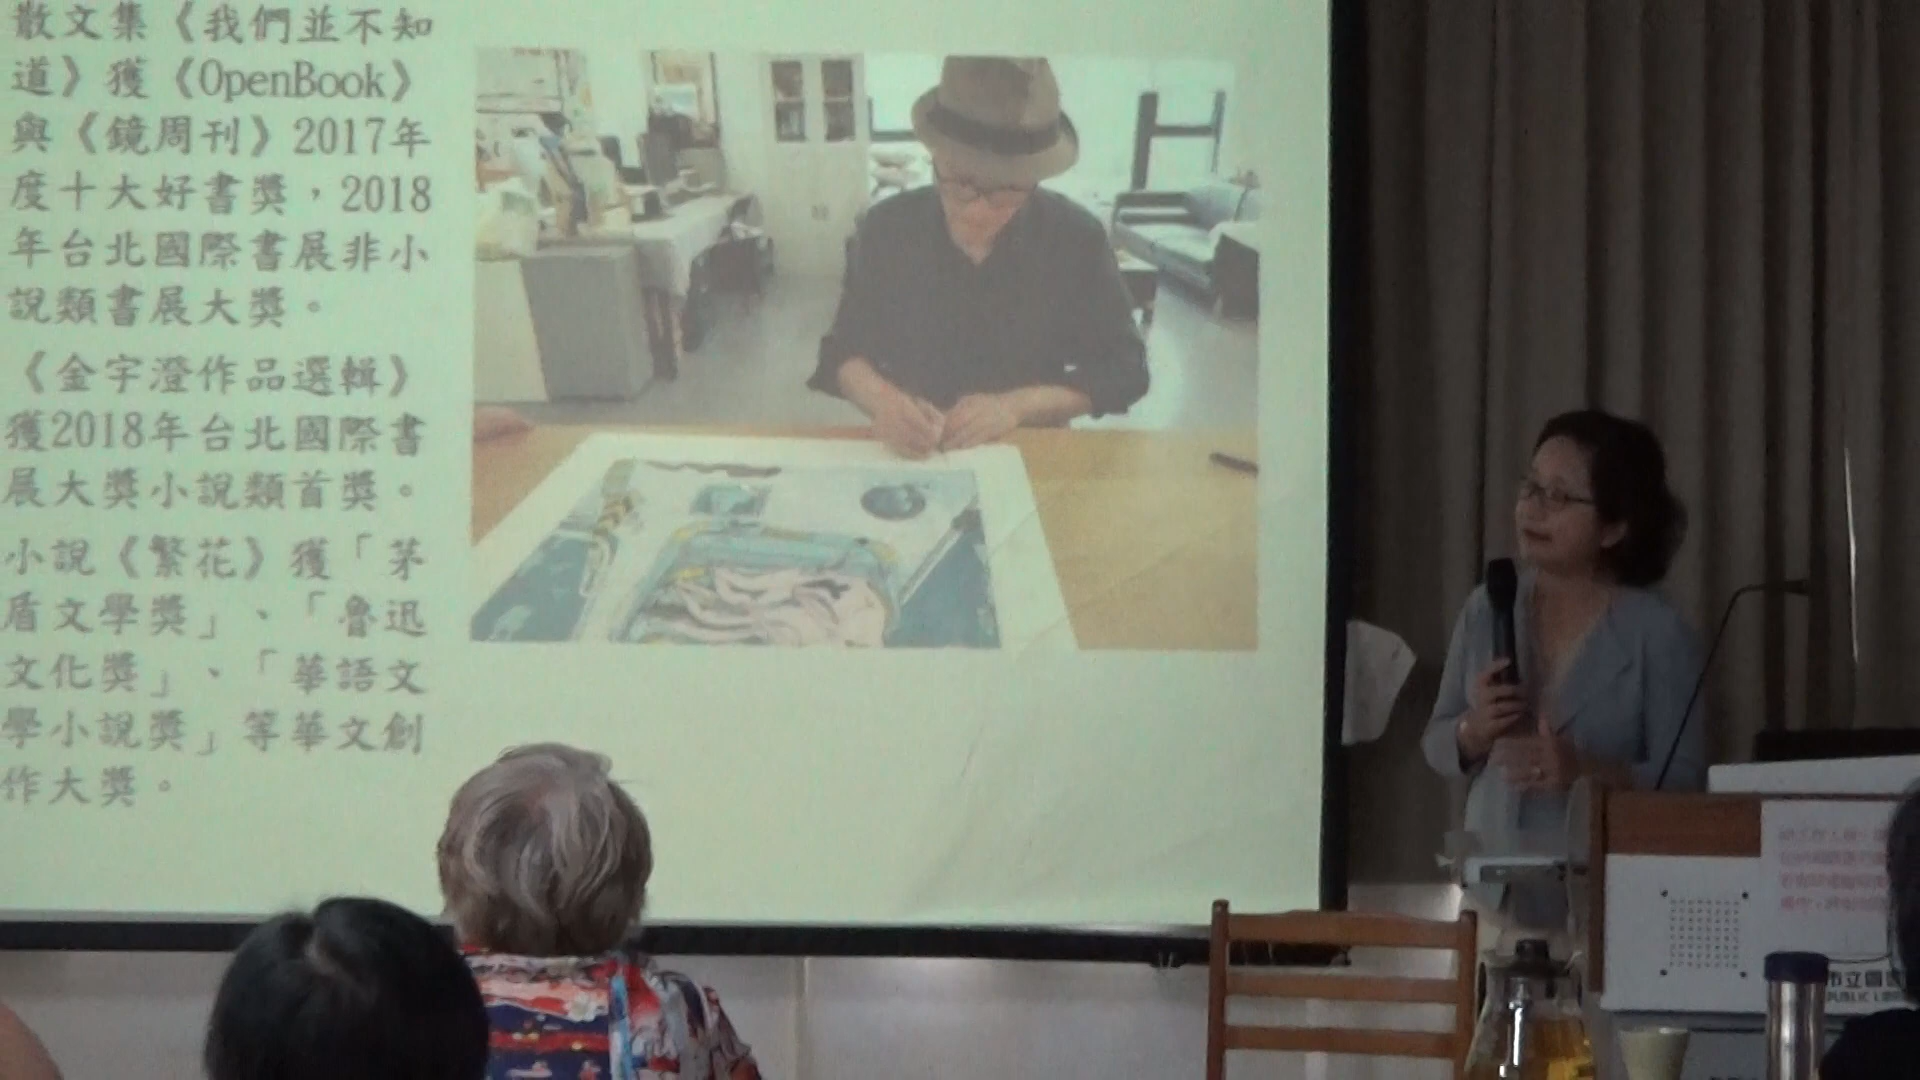 散文集《我們並不知
道》獲《OpenBook》
與《鏡周刊》2017年
度十大好書獎，2018
年台北國際書展非小
說類書展大獎。
《金宇澄作品選輯》
獲2018年台北國際書
展大獎小說類首獎。
小說《繁花》獲「茅
盾文學獎」、「魯迅
文化獎」、「華語文
學小說獎」等華文創
作大獎。
市立圖
PUBLIC LIB